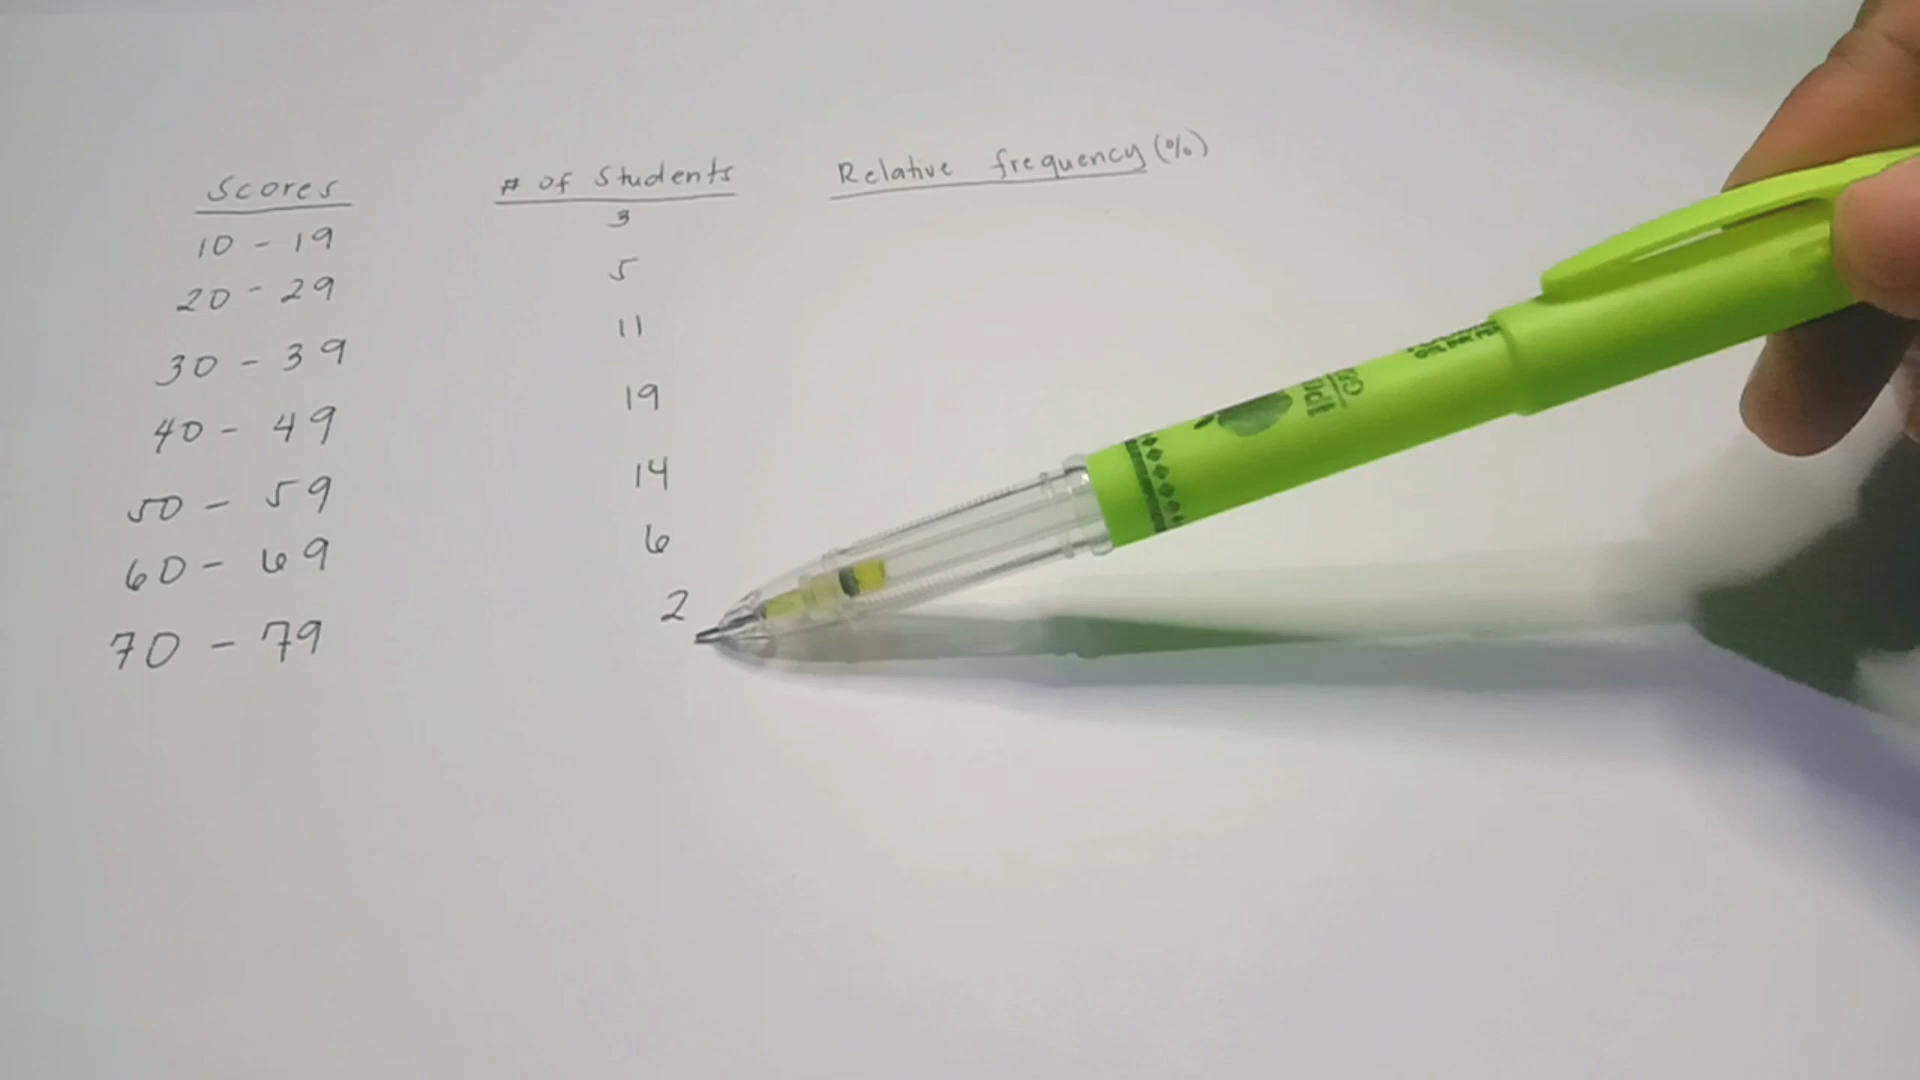 Scores # of Students Relative frequency (%)
10 - 19 3
20 - 29 5
30 - 39 11
40 - 49 19
50 - 59 14
60 - 69 6
70 - 79 2